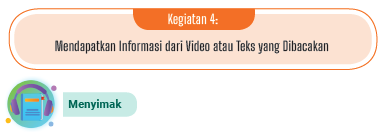 Kegiatan 4:
Mendapatkan Informasi dari Video atau Teks yang Dibacakan
Menyimak